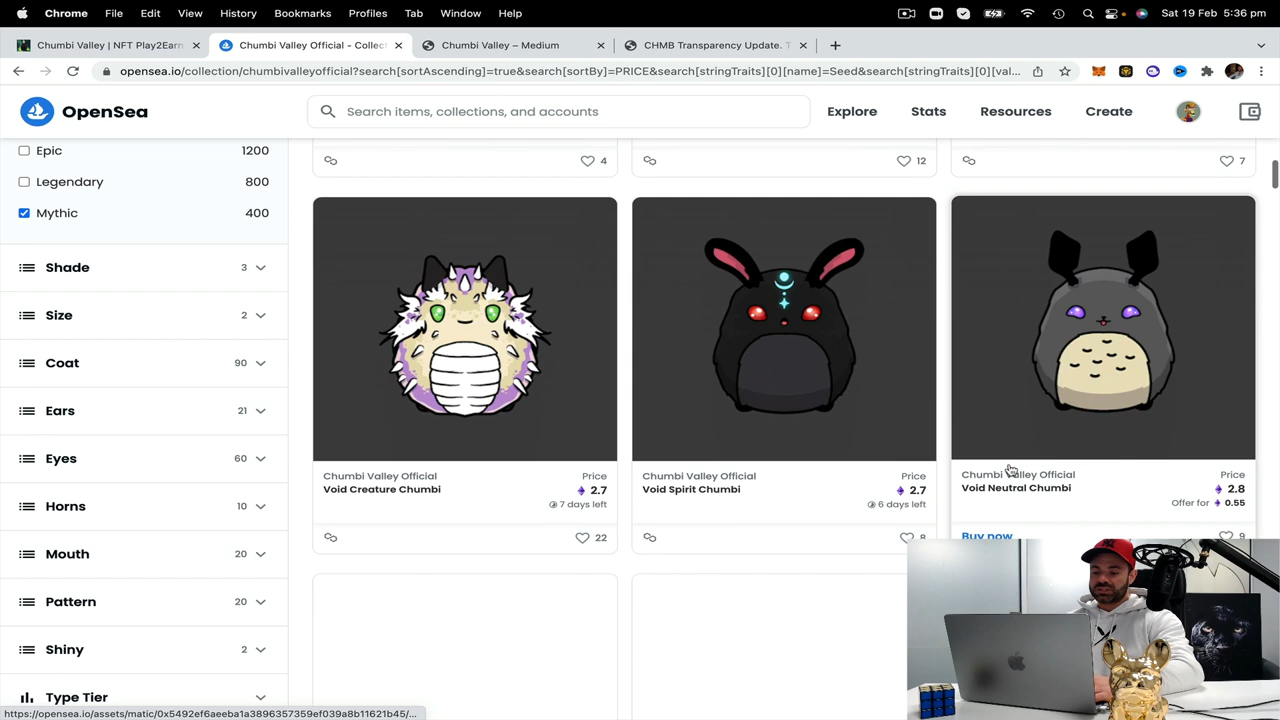 Chrome File Edit View History Bookmarks Profiles Tab Window Help Sat 19 Feb 5:36 pm
Chumbi Valley | NFT Play2Earn Chumbi Valley Official - Collec Chumbi Valley – Medium CHMB Transparency Update. T
opensea.io/collection/chumbivalleyofficial?search[sortAscending]=true&search[sortBy]=PRICE&search[stringTraits][0][name]=Seed&search[stringTraits][0][val...
OpenSea Search items, collections, and accounts Explore Stats Resources Create
Epic 1200
Legendary 800
Mythic 400
Shade 3
Size 2
Coat 90
Ears 21
Eyes 60
Horns 10
Mouth 20
Pattern 20
Shiny 2
Type Tier
4
12
7
Chumbi Valley Official Price
Void Creature Chumbi 2.7
7 days left
22
Chumbi Valley Official Price
Void Spirit Chumbi 2.7
6 days left
8
Chumbi Valley Official Price
Void Neutral Chumbi 2.8
Offer for 0.55
Buy now 9
https://opensea.io/assets/matic/0x5492ef6aeeba1a3896357359ef039a8b11621b45/...